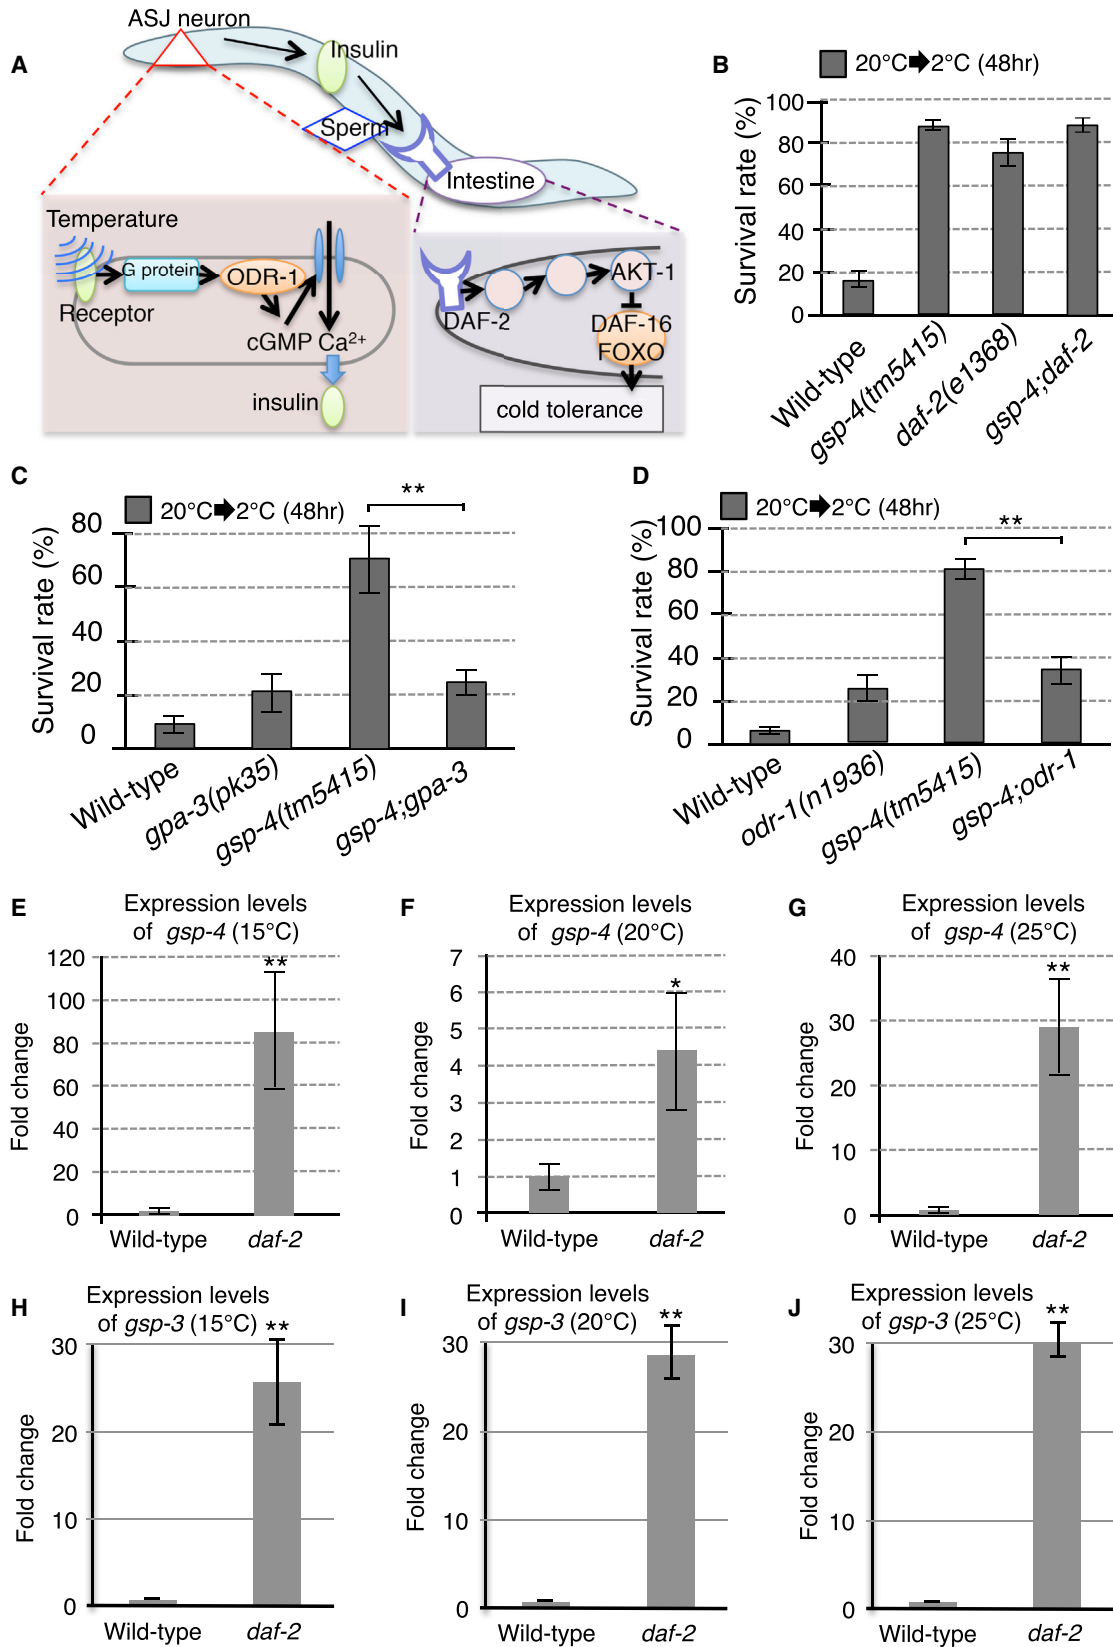 A
ASJ neuron
Insulin
Sperm
Intestine
Temperature
G protein
ODR-1
Receptor
cGMP Ca²⁺
insulin
DAF-2
AKT-1
DAF-16
FOXO
cold tolerance
B
20°C➡2°C (48hr)
Survival rate (%)
100
80
60
40
20
0
Wild-type
gsp-4(tm5415)
daf-2(e1368)
gsp-4;daf-2
C
20°C➡2°C (48hr)
**
Survival rate (%)
80
60
40
20
0
Wild-type
gpa-3(pk35)
gsp-4(tm5415)
gsp-4;gpa-3
D
20°C➡2°C (48hr)
**
Survival rate (%)
100
80
60
40
20
0
Wild-type
odr-1(n1936)
gsp-4(tm5415)
gsp-4;odr-1
E
Expression levels
of gsp-4 (15°C)
Fold change
120
100
80
60
40
20
0
**
Wild-type
daf-2
F
Expression levels
of gsp-4 (20°C)
Fold change
7
6
5
4
3
2
1
0
*
Wild-type
daf-2
G
Expression levels
of gsp-4 (25°C)
Fold change
40
30
20
10
0
**
Wild-type
daf-2
H
Expression levels
of gsp-3 (15°C)
Fold change
30
20
10
0
**
Wild-type
daf-2
I
Expression levels
of gsp-3 (20°C)
Fold change
30
20
10
0
**
Wild-type
daf-2
J
Expression levels
of gsp-3 (25°C)
Fold change
30
20
10
0
**
Wild-type
daf-2